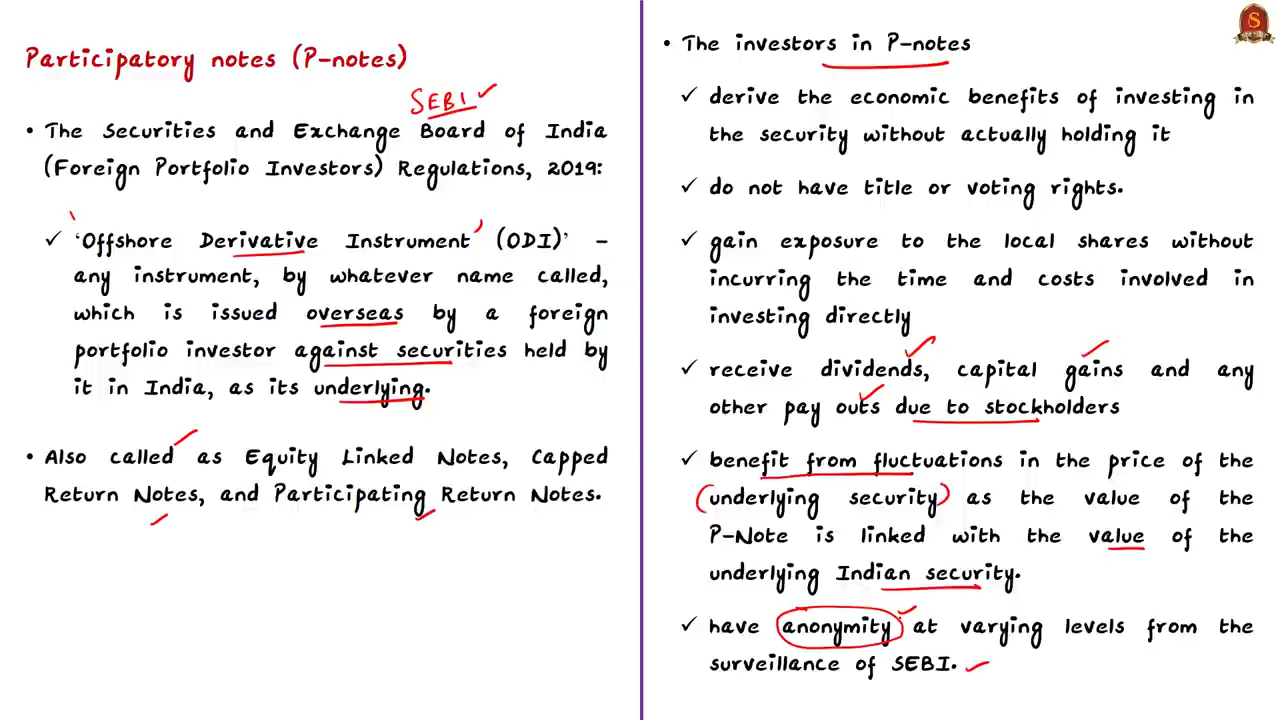 Participatory notes (P-notes)
SEBI
• The Securities and Exchange Board of India
(Foreign Portfolio Investors) Regulations, 2019:
✓ 'Offshore Derivative Instrument' (ODI)' –
any instrument, by whatever name called,
which is issued overseas by a foreign
portfolio investor against securities held by
it in India, as its underlying.
• Also called as Equity Linked Notes, Capped
Return Notes, and Participating Return Notes.
• The investors in P-notes
✓ derive the economic benefits of investing in
the security without actually holding it
✓ do not have title or voting rights.
✓ gain exposure to the local shares without
incurring the time and costs involved in
investing directly
✓ receive dividends, capital gains and any
other pay outs due to stockholders
✓ benefit from fluctuations in the price of the
(underlying security) as the value of the
P-Note is linked with the value of the
underlying Indian security.
✓ have anonymity at varying levels from the
surveillance of SEBI.
S